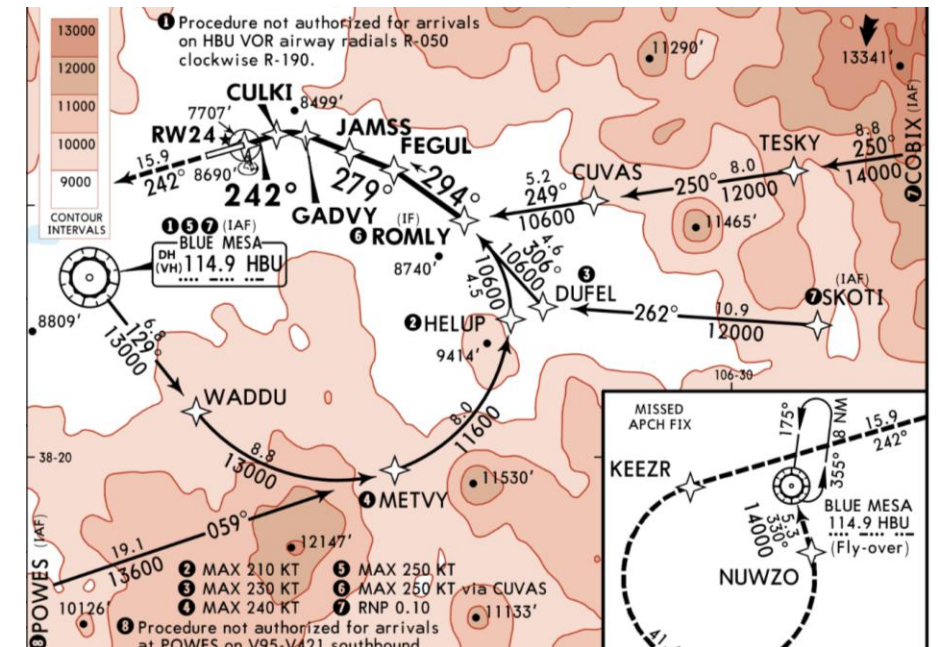 13000
12000
11000
10000
9000
CONTOUR
INTERVALS
1 Procedure not authorized for arrivals
on HBU VOR airway radials R-050
clockwise R-190.
11290'
13341'
CULKI
8499'
7707'
RW24
JAMSS
FEGUL
15.9
242°
8690'
242°
279°
294°
GADVY
(IF)
6 ROMLY
8740'
5.2
249°
10600
CUVAS
250°
8.0
12000
TESKY
8.8
250°
14000
7 COBIX (IAF)
11465'
1 5 7 (IAF)
BLUE MESA
DH
(VH) 114.9 HBU
8809'
6.8
129°
13000
4.6
306°
10600
10600
4.5
3
DUFEL
2 HELUP
9414'
262°
10.9
12000
(IAF)
7 SKOTI
106-30
WADDU
8.8
13000
8.0
11600
38-20
4 METVY
11530'
059°
19.1
13600
12147'
8 POWES (IAF)
10126'
11133'
2 MAX 210 KT
3 MAX 230 KT
4 MAX 240 KT
5 MAX 250 KT
6 MAX 250 KT via CUVAS
7 RNP 0.10
8 Procedure not authorized for arrivals
at POWES on V95-V421 southbound
MISSED
APCH FIX
175°
355°
15.9
242°
KEEZR
BLUE MESA
114.9 HBU
(Fly-over)
5.3
330°
14000
NUWZO